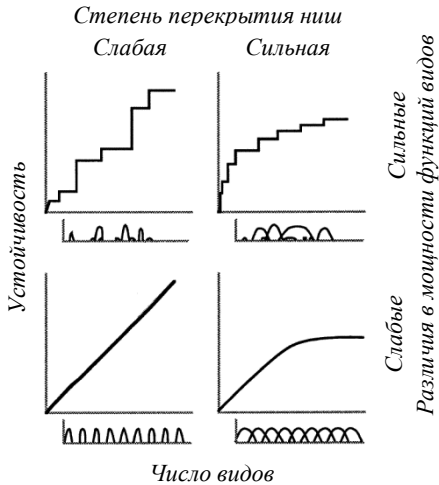 Степень перекрытия ниш
Слабая
Сильная
Устойчивость
Сильные
Слабые
Различия в мощности функций видов
Число видов